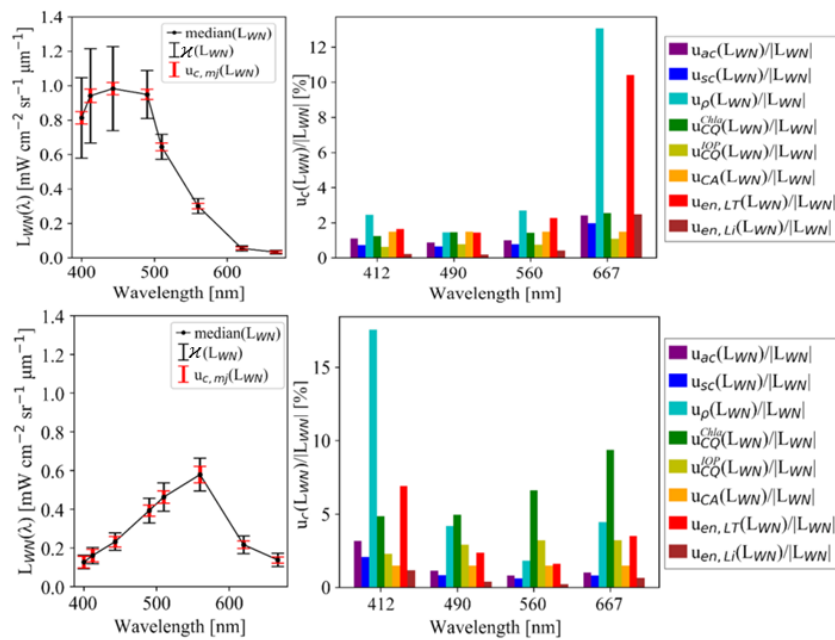 1.4
1.2
1.0
0.8
0.6
0.4
0.2
0.0
L_WN(λ) [mW cm⁻² sr⁻¹ μm⁻¹]
median(L_WN)
ϰ(L_WN)
u_c,mj(L_WN)
400
500
600
Wavelength [nm]
12
10
8
6
4
2
0
u_c(L_WN)/|L_WN| [%]
412
490
560
667
Wavelength [nm]
u_ac(L_WN)/|L_WN|
u_sc(L_WN)/|L_WN|
u_ρ(L_WN)/|L_WN|
u_CQ^Chla(L_WN)/|L_WN|
u_CQ^IOP(L_WN)/|L_WN|
u_CA(L_WN)/|L_WN|
u_en,LT(L_WN)/|L_WN|
u_en,Li(L_WN)/|L_WN|
1.4
1.2
1.0
0.8
0.6
0.4
0.2
0.0
L_WN(λ) [mW cm⁻² sr⁻¹ μm⁻¹]
median(L_WN)
ϰ(L_WN)
u_c,mj(L_WN)
400
500
600
Wavelength [nm]
15
10
5
0
u_c(L_WN)/|L_WN| [%]
412
490
560
667
Wavelength [nm]
u_ac(L_WN)/|L_WN|
u_sc(L_WN)/|L_WN|
u_ρ(L_WN)/|L_WN|
u_CQ^Chla(L_WN)/|L_WN|
u_CQ^IOP(L_WN)/|L_WN|
u_CA(L_WN)/|L_WN|
u_en,LT(L_WN)/|L_WN|
u_en,Li(L_WN)/|L_WN|